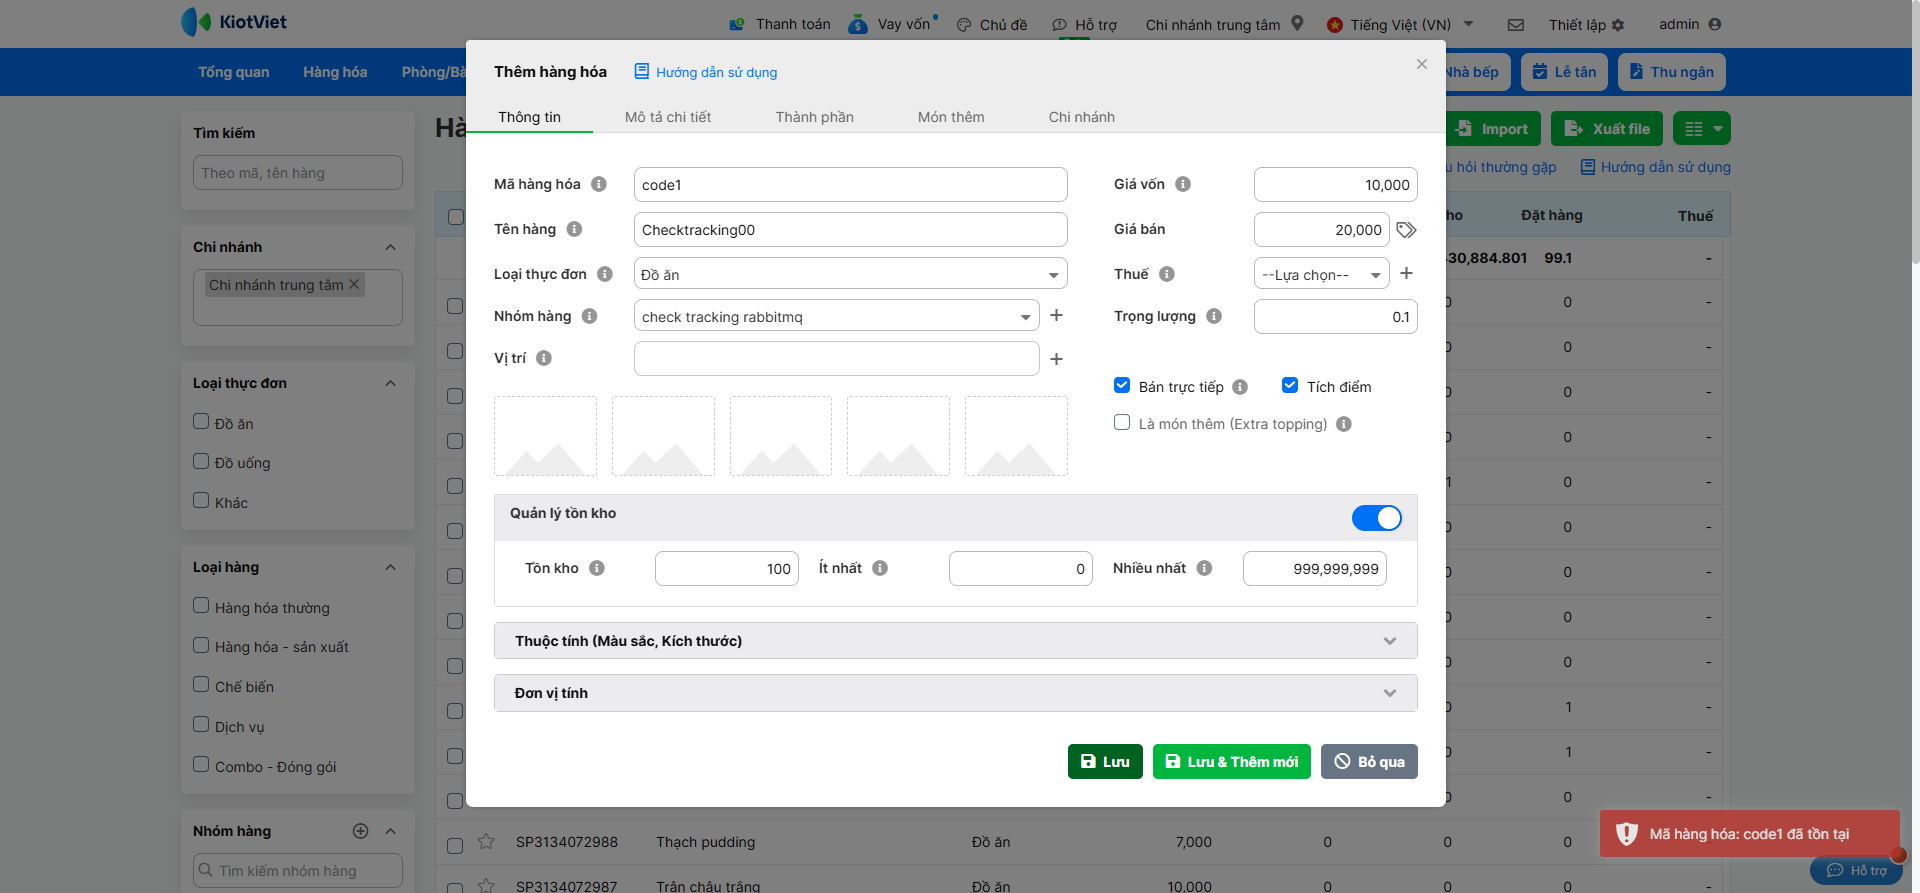 KiotViet
Thanh toán
Vay vốn
Chủ đề
Hỗ trợ
Chi nhánh trung tâm
Tiếng Việt (VN)
Thiết lập
admin
Tổng quan
Hàng hóa
Phòng/Bà
Nhà bếp
Lễ tân
Thu ngân
Thêm hàng hóa
Hướng dẫn sử dụng
Thông tin
Mô tả chi tiết
Thành phần
Món thêm
Chi nhánh
Tìm kiếm
Theo mã, tên hàng
Hà
Import
Xuất file
u hỏi thường gặp
Hướng dẫn sử dụng
Chi nhánh
Chi nhánh trung tâm
Loại thực đơn
Đồ ăn
Đồ uống
Khác
Loại hàng
Hàng hóa thường
Hàng hóa - sản xuất
Chế biến
Dịch vụ
Combo - Đóng gói
Nhóm hàng
Tìm kiếm nhóm hàng
Mã hàng hóa
code1
Tên hàng
Checktracking00
Loại thực đơn
Đồ ăn
Nhóm hàng
check tracking rabbitmq
Vị trí
Giá vốn
10,000
Giá bán
20,000
Thuế
--Lựa chọn--
Trọng lượng
0.1
Bán trực tiếp
Tích điểm
Là món thêm (Extra topping)
Quản lý tồn kho
Tồn kho
100
Ít nhất
0
Nhiều nhất
999,999,999
Thuộc tính (Màu sắc, Kích thước)
Đơn vị tính
Lưu
Lưu & Thêm mới
Bỏ qua
ho Đặt hàng Thuế
30,884.801 99.1 -
0 0 -
0 0 -
0 0 -
0 0 -
1 0 -
0 0 -
0 0 -
0 0 -
0 0 -
0 1 -
0 1 -
0 0 -
SP3134072988 Thạch pudding Đồ ăn 7,000 0 0 0 -
SP3134072987 Trân châu trắng Đồ ăn 10,000 0 0 0 -
Mã hàng hóa: code1 đã tồn tại
Hỗ trợ